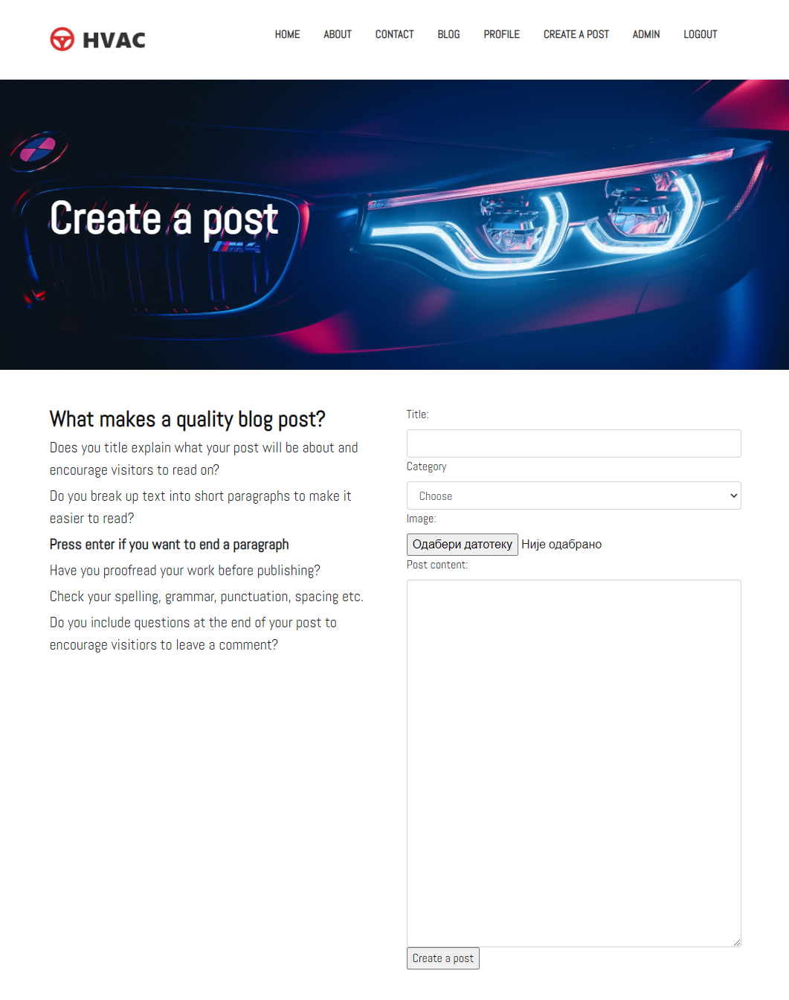 HVAC
HOME ABOUT CONTACT BLOG PROFILE CREATE A POST ADMIN LOGOUT
Create a post
M4
What makes a quality blog post?
Does you title explain what your post will be about and
encourage visitors to read on?
Do you break up text into short paragraphs to make it
easier to read?
Press enter if you want to end a paragraph
Have you proofread your work before publishing?
Check your spelling, grammar, punctuation, spacing etc.
Do you include questions at the end of your post to
encourage visitiors to leave a comment?
Title:
Category
Choose
Image:
Одабери датотеку Није одабрано
Post content:
Create a post